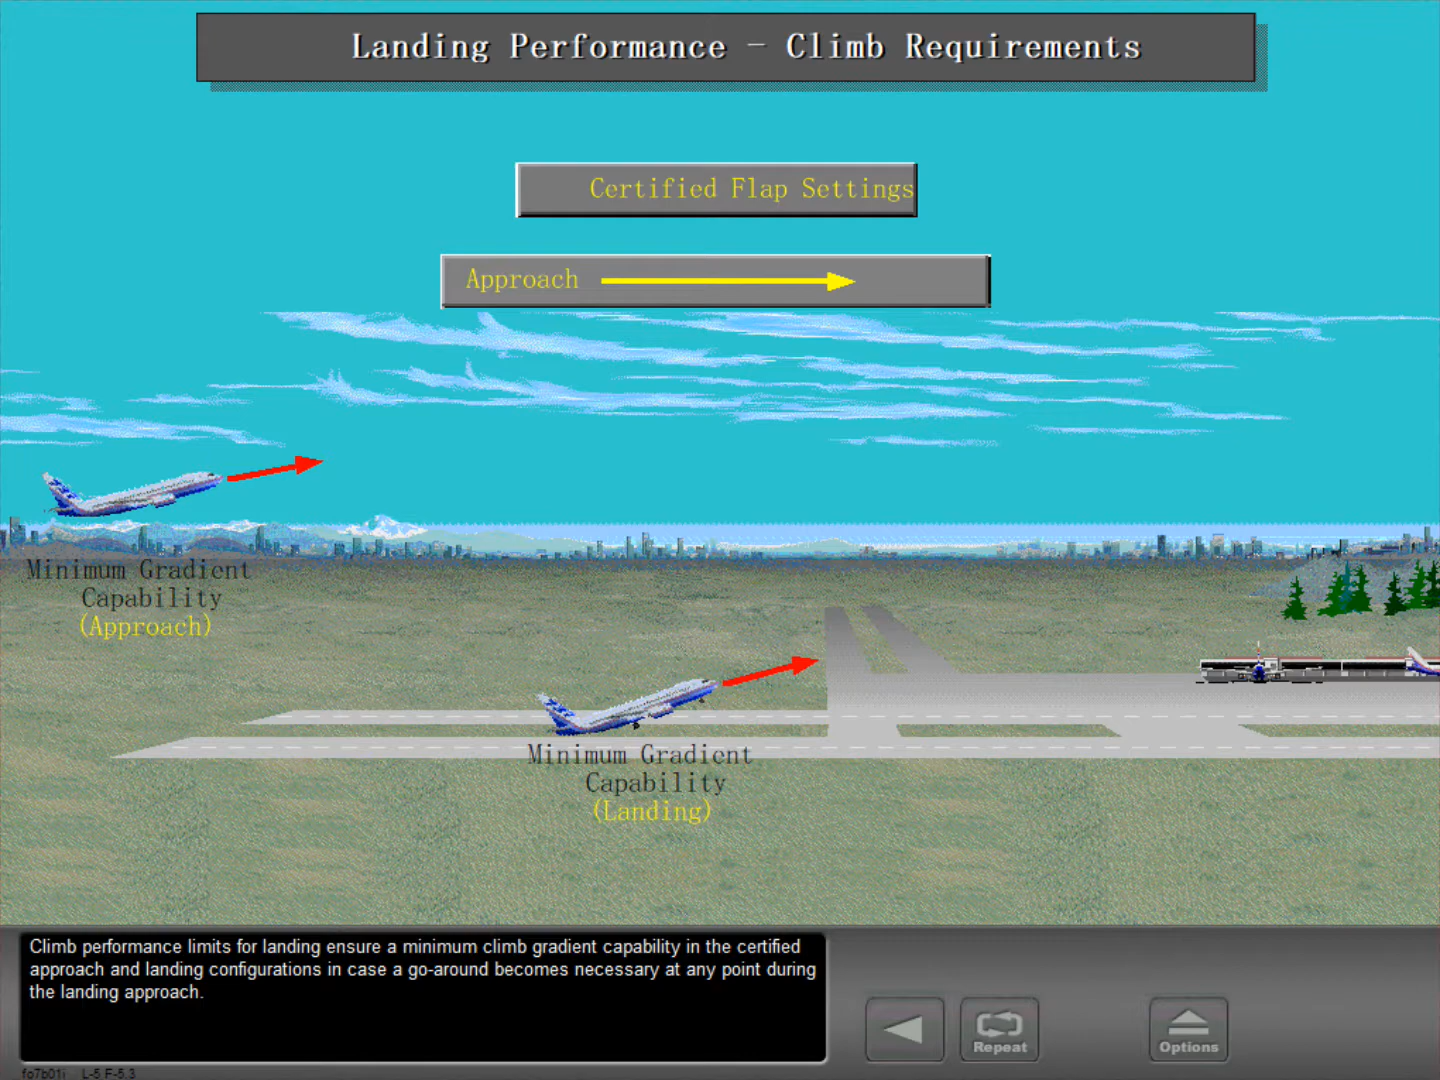 Landing Performance - Climb Requirements
Certified Flap Settings
Approach
Minimum Gradient
Capability
(Approach)
Minimum Gradient
Capability
(Landing)
Climb performance limits for landing ensure a minimum climb gradient capability in the certified
approach and landing configurations in case a go-around becomes necessary at any point during
the landing approach.
Repeat
Options
fo7b01i L-5 F-5.3